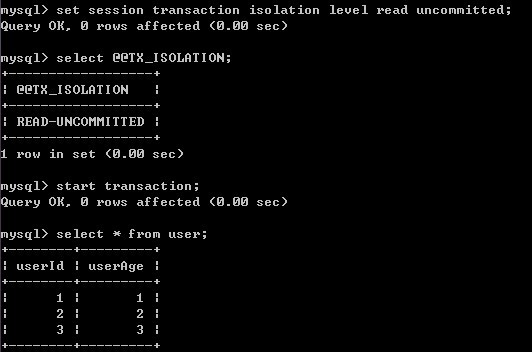 mysql> set session transaction isolation level read uncommitted;
Query OK, 0 rows affected (0.00 sec)
mysql> select @@TX_ISOLATION;
+------------------+
| @@TX_ISOLATION   |
+------------------+
| READ-UNCOMMITTED |
+------------------+
1 row in set (0.00 sec)
mysql> start transaction;
Query OK, 0 rows affected (0.00 sec)
mysql> select * from user;
+--------+---------+
| userId | userAge |
+--------+---------+
|      1 |       1 |
|      2 |       2 |
|      3 |       3 |
+--------+---------+